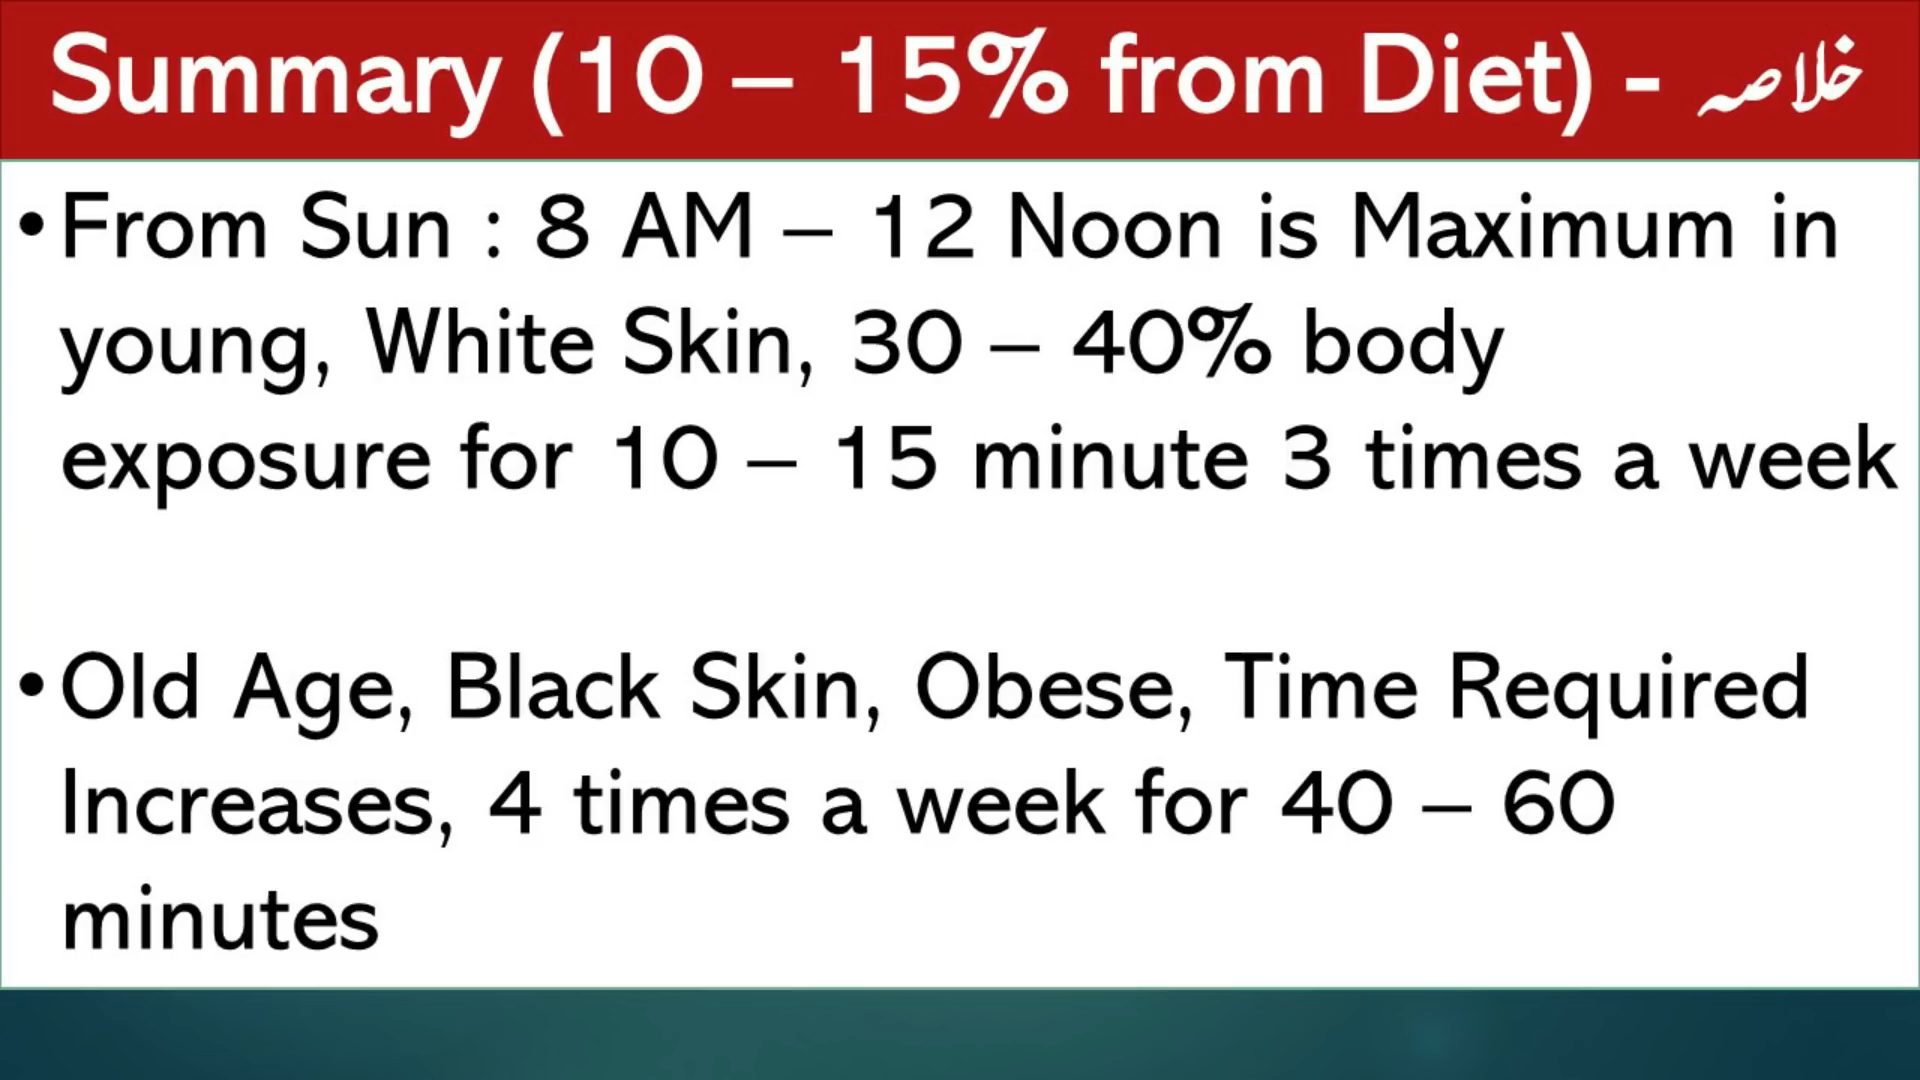 Summary (10 – 15% from Diet) - خلاصہ
•From Sun : 8 AM – 12 Noon is Maximum in
young, White Skin, 30 – 40% body
exposure for 10 – 15 minute 3 times a week
•Old Age, Black Skin, Obese, Time Required
Increases, 4 times a week for 40 – 60
minutes